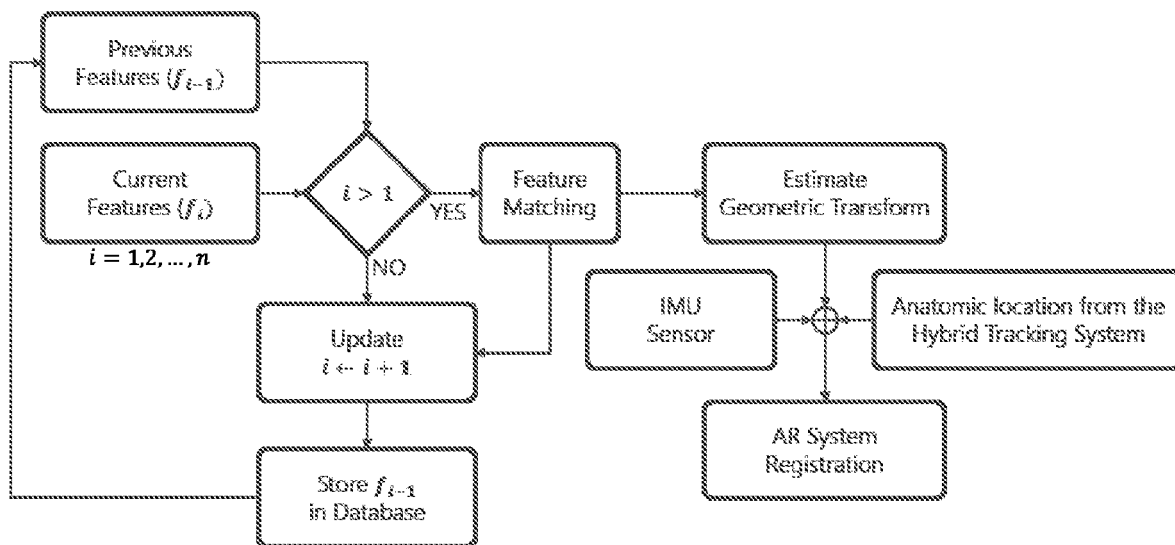 Previous
Features (f_{i-1})
Current
Features (f_i)
i = 1,2, ..., n
i > 1
YES
NO
Feature
Matching
Estimate
Geometric Transform
Update
i ← i + 1
IMU
Sensor
Anatomic location from the
Hybrid Tracking System
Store f_{i-1}
in Database
AR System
Registration